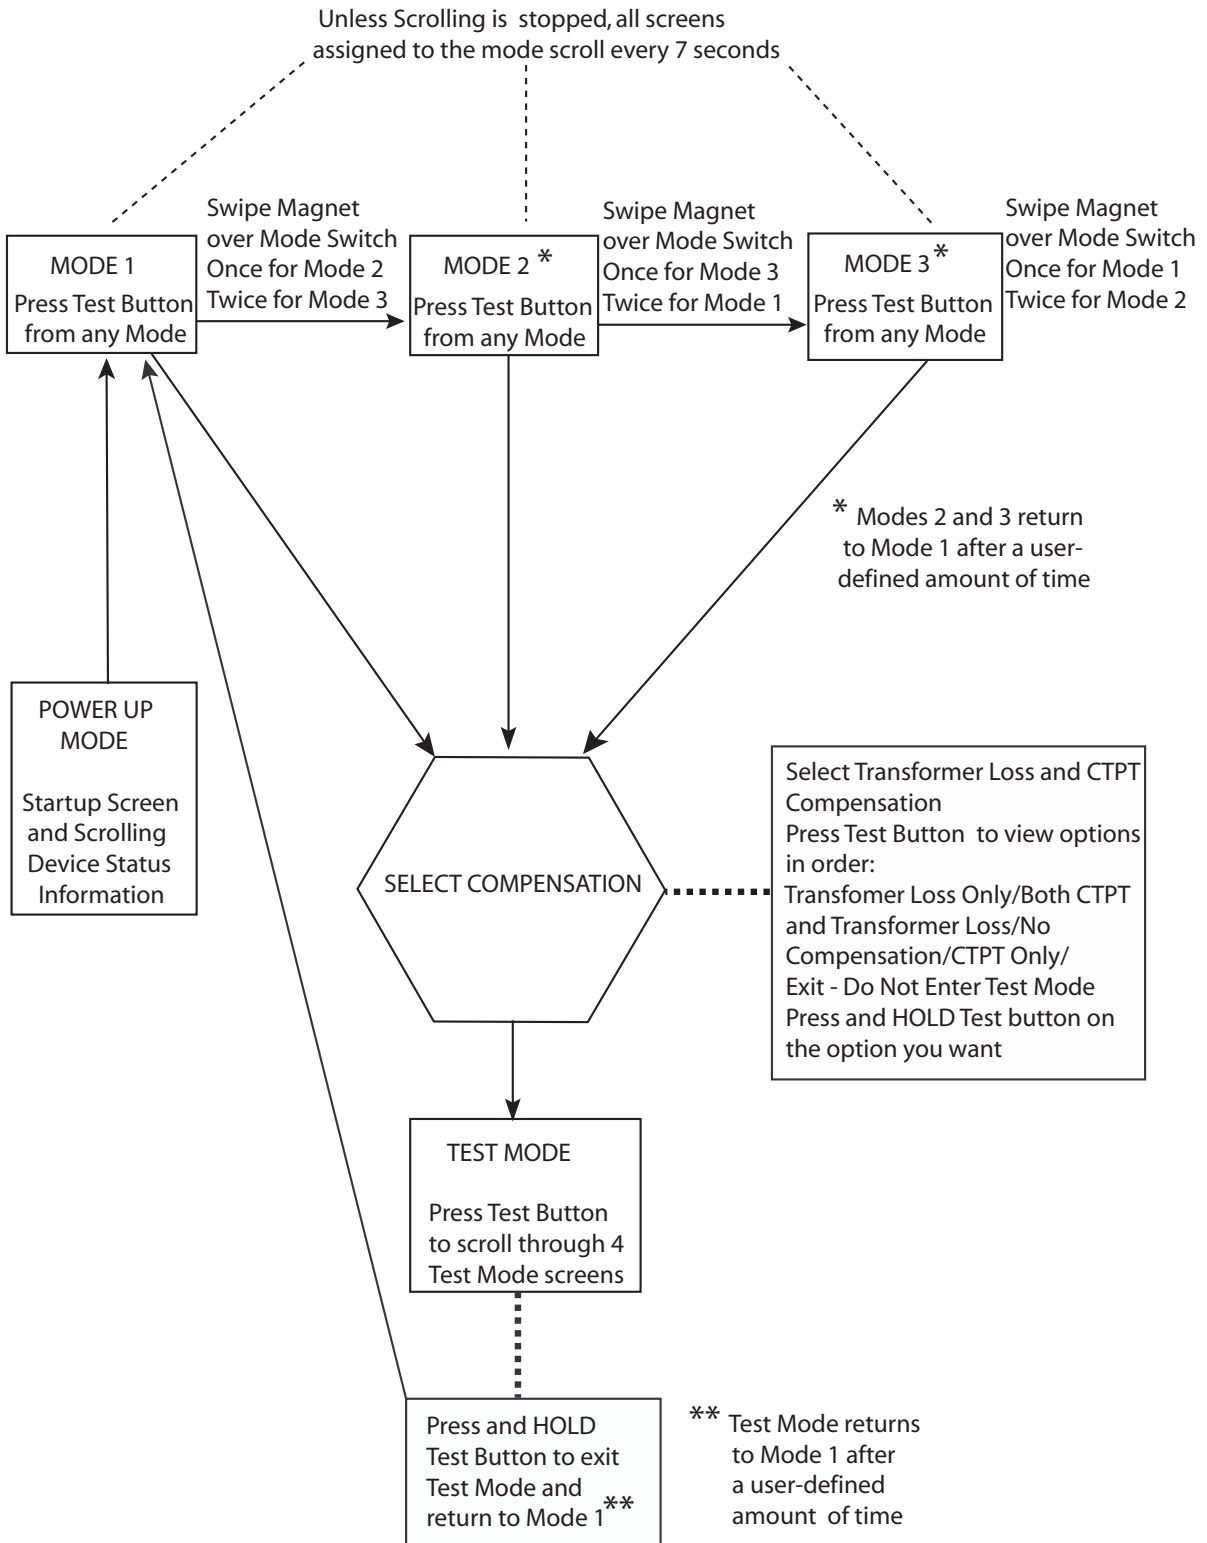 Unless Scrolling is stopped, all screens
assigned to the mode scroll every 7 seconds
MODE 1
Press Test Button
from any Mode
Swipe Magnet
over Mode Switch
Once for Mode 2
Twice for Mode 3
MODE 2 *
Press Test Button
from any Mode
Swipe Magnet
over Mode Switch
Once for Mode 3
Twice for Mode 1
MODE 3 *
Press Test Button
from any Mode
Swipe Magnet
over Mode Switch
Once for Mode 1
Twice for Mode 2
* Modes 2 and 3 return
to Mode 1 after a user-
defined amount of time
POWER UP
MODE
Startup Screen
and Scrolling
Device Status
Information
SELECT COMPENSATION
Select Transformer Loss and CTPT
Compensation
Press Test Button to view options
in order:
Transfomer Loss Only/Both CTPT
and Transformer Loss/No
Compensation/CTPT Only/
Exit - Do Not Enter Test Mode
Press and HOLD Test button on
the option you want
TEST MODE
Press Test Button
to scroll through 4
Test Mode screens
Press and HOLD
Test Button to exit
Test Mode and
return to Mode 1**
** Test Mode returns
to Mode 1 after
a user-defined
amount of time